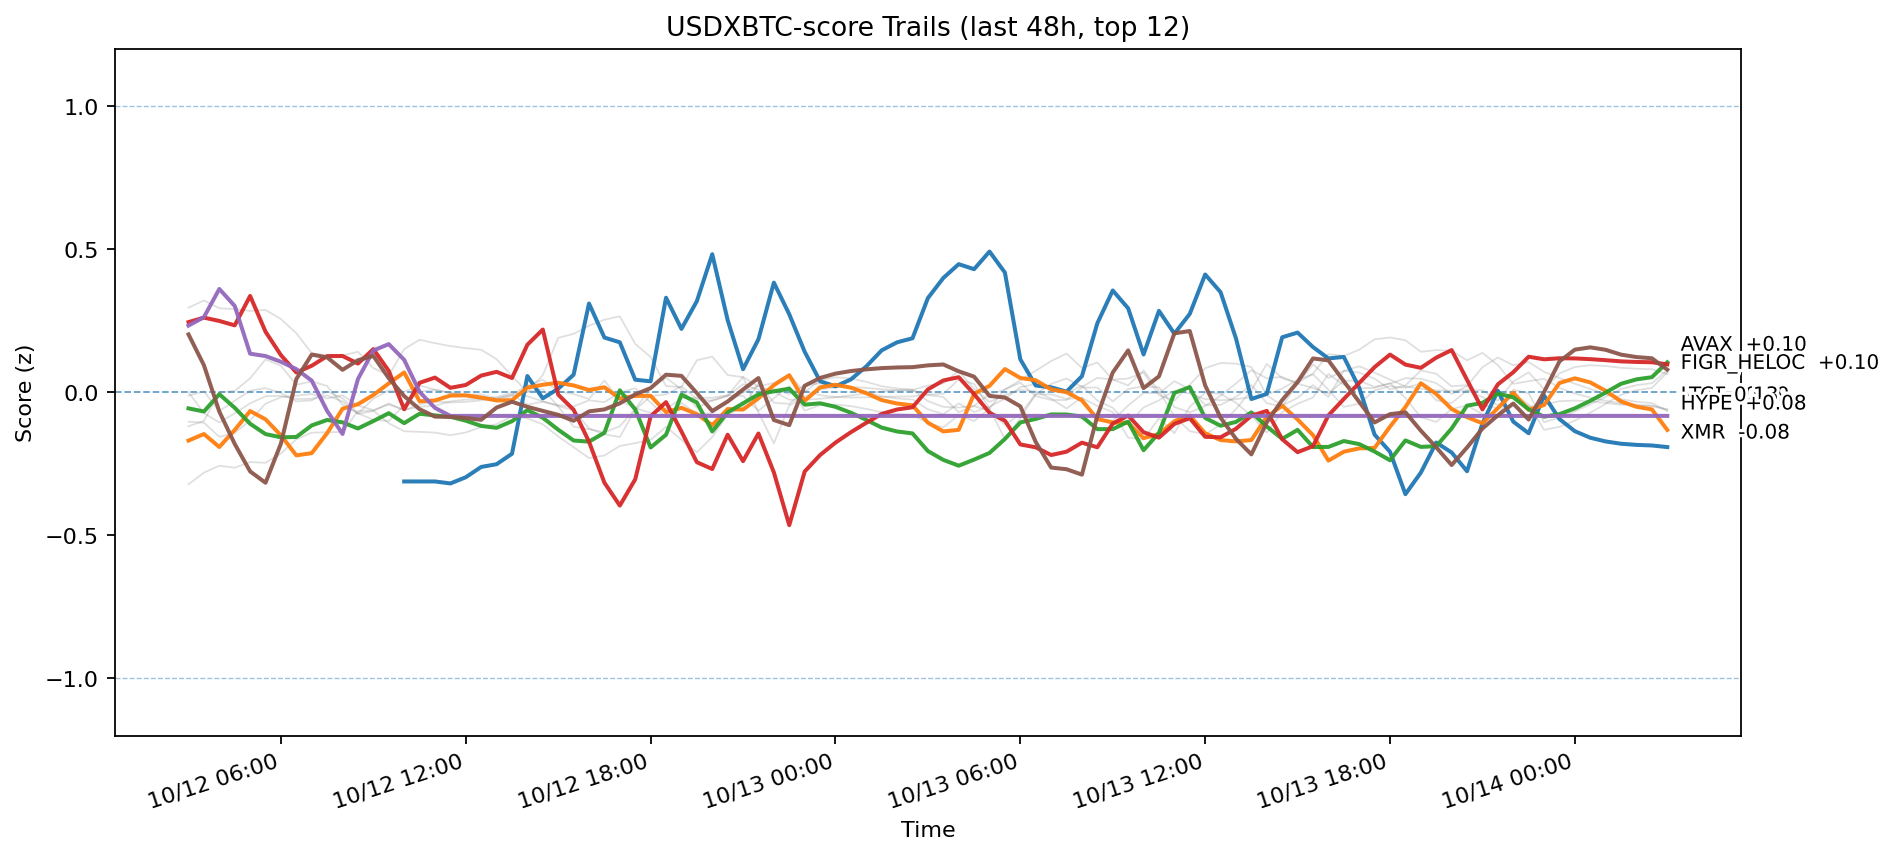 USDXBTC-score Trails (last 48h, top 12)
Score (z)
1.0
0.5
0.0
−0.5
−1.0
AVAX +0.10
FIGR_HELOC +0.10
HYPE +0.08
XMR -0.08
10/12 06:00
10/12 12:00
10/12 18:00
10/13 00:00
10/13 06:00
10/13 12:00
10/13 18:00
10/14 00:00
Time